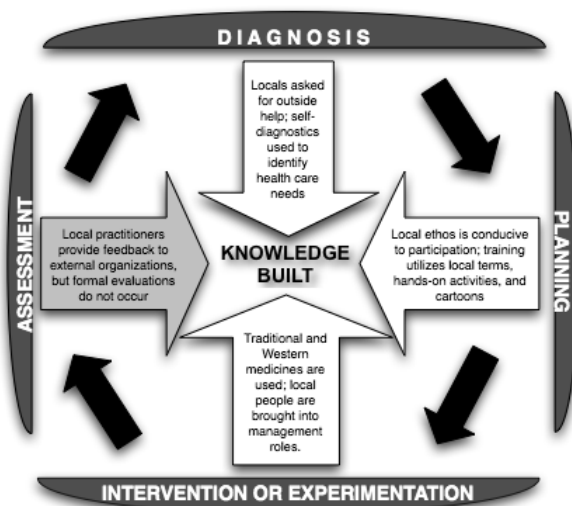 DIAGNOSIS
Locals asked
for outside
help; self-
diagnostics
used to
identify
health care
needs
ASSESSMENT
Local practitioners
provide feedback to
external organizations,
but formal evaluations
do not occur
KNOWLEDGE
BUILT
Local ethos is conducive
to participation; training
utilizes local terms,
hands-on activities, and
cartoons
PLANNING
Traditional and
Western
medicines are
used; local
people are
brought into
management
roles.
INTERVENTION OR EXPERIMENTATION